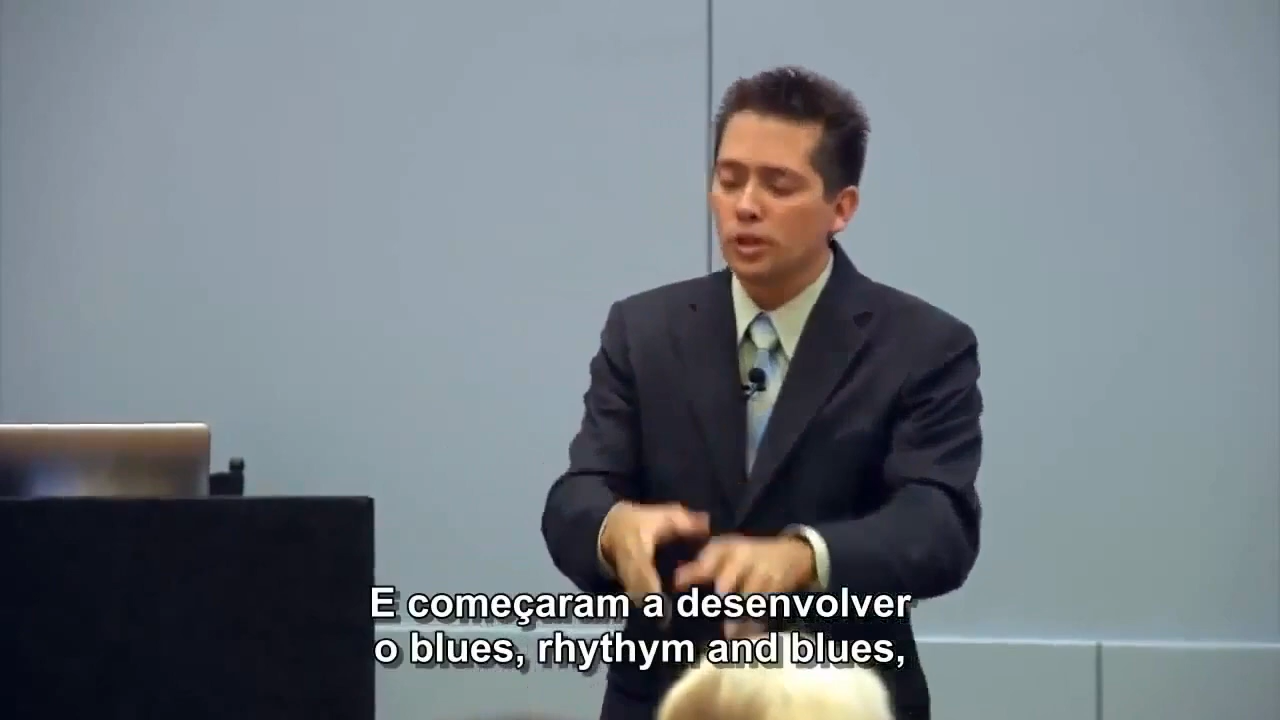 E começaram a desenvolver
o blues, rhythym and blues,